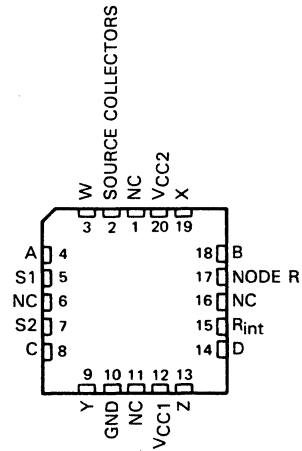 W
SOURCE COLLECTORS
NC
VCC2
X
3 2 1 20 19
A 4
S1 5
NC 6
S2 7
C 8
18 B
17 NODE R
16 NC
15 Rint
14 D
9 10 11 12 13
Y
GND
NC
VCC1
Z